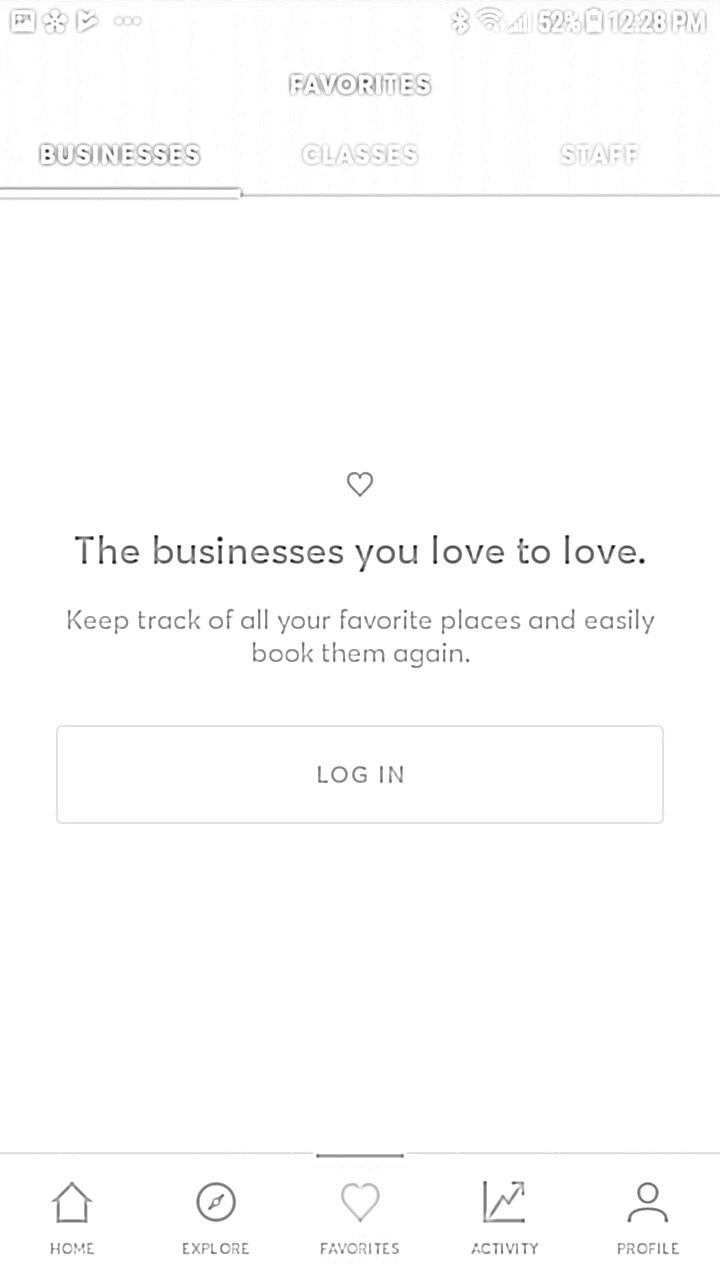 52% 12:28 PM
FAVORITES
BUSINESSES CLASSES STAFF
The businesses you love to love.
Keep track of all your favorite places and easily
book them again.
LOG IN
HOME EXPLORE FAVORITES ACTIVITY PROFILE